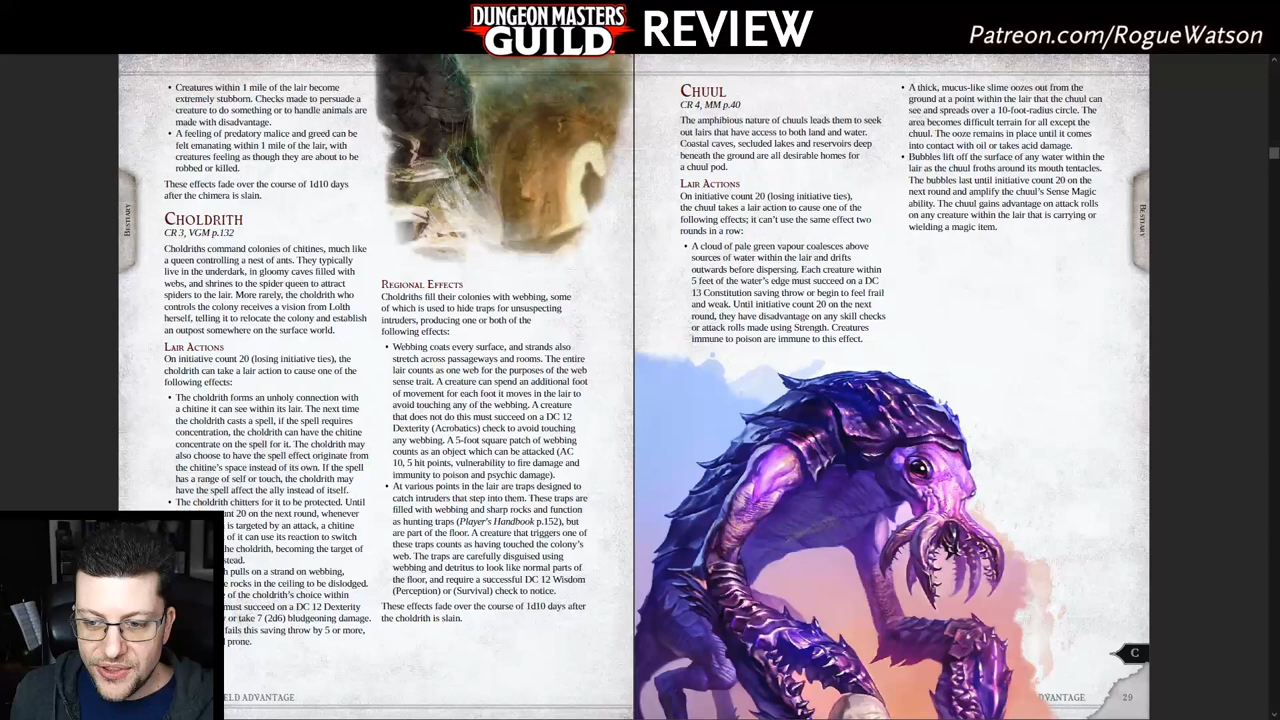 DUNGEON MASTERS
GUILD
REVIEW
Patreon.com/RogueWatson
• Creatures within 1 mile of the lair become
extremely stubborn. Checks made to persuade a
creature to do something or to handle animals are
made with disadvantage.
• A feeling of predatory malice and greed can be
felt emanating within 1 mile of the lair, with
creatures feeling as though they are about to be
robbed or killed.
These effects fade over the course of 1d10 days
after the chimera is slain.
BESTIARY
CHOLDRITH
CR 3, VGM p.132
Choldriths command colonies of chitines, much like
a queen controlling a nest of ants. They typically
live in the underdark, in gloomy caves filled with
webs, and shrines to the spider queen to attract
spiders to the lair. More rarely, the choldrith who
controls the colony receives a vision from Lolth
herself, telling it to relocate the colony and establish
an outpost somewhere on the surface world.
LAIR ACTIONS
On initiative count 20 (losing initiative ties), the
choldrith can take a lair action to cause one of the
following effects:
• The choldrith forms an unholy connection with
a chitine it can see within its lair. The next time
the choldrith casts a spell, if the spell requires
concentration, the choldrith can have the chitine
concentrate on the spell for it. The choldrith may
also choose to have the spell effect originate from
the chitine's space instead of its own. If the spell
has a range of self or touch, the choldrith may
have the spell affect the ally instead of itself.
• The choldrith chitters for it to be protected. Until
count 20 on the next round, whenever
is targeted by an attack, a chitine
of it can use its reaction to switch
the choldrith, becoming the target of
pulls on a strand on webbing,
rocks in the ceiling to be dislodged.
of the choldrith's choice within
must succeed on a DC 12 Dexterity
or take 7 (2d6) bludgeoning damage.
fails this saving throw by 5 or more,
prone.
REGIONAL EFFECTS
Choldriths fill their colonies with webbing, some
of which is used to hide traps for unsuspecting
intruders, producing one or both of the
following effects:
• Webbing coats every surface, and strands also
stretch across passageways and rooms. The entire
lair counts as one web for the purposes of the web
sense trait. A creature can spend an additional foot
of movement for each foot it moves in the lair to
avoid touching any of the webbing. A creature
that does not do this must succeed on a DC 12
Dexterity (Acrobatics) check to avoid touching
any webbing. A 5-foot square patch of webbing
counts as an object which can be attacked (AC
10, 5 hit points, vulnerability to fire damage and
immunity to poison and psychic damage).
• At various points in the lair are traps designed to
catch intruders that step into them. These traps are
filled with webbing and sharp rocks and function
as hunting traps (Player's Handbook p.152), but
are part of the floor. A creature that triggers one of
these traps counts as having touched the colony's
web. The traps are carefully disguised using
webbing and detritus to look like normal parts of
the floor, and require a successful DC 12 Wisdom
(Perception) or (Survival) check to notice.
These effects fade over the course of 1d10 days after
the choldrith is slain.
CHUUL
CR 4, MM p.40
The amphibious nature of chuuls leads them to seek
out lairs that have access to both land and water.
Coastal caves, secluded lakes and reservoirs deep
beneath the ground are all desirable homes for
a chuul pod.
LAIR ACTIONS
On initiative count 20 (losing initiative ties),
the chuul takes a lair action to cause one of the
following effects; it can't use the same effect two
rounds in a row:
• A cloud of pale green vapour coalesces above
sources of water within the lair and drifts
outwards before dispersing. Each creature within
5 feet of the water's edge must succeed on a DC
13 Constitution saving throw or begin to feel frail
and weak. Until initiative count 20 on the next
round, they have disadvantage on any skill checks
or attack rolls made using Strength. Creatures
immune to poison are immune to this effect.
• A thick, mucus-like slime oozes out from the
ground at a point within the lair that the chuul can
see and spreads over a 10-foot-radius circle. The
area becomes difficult terrain for all except the
chuul. The ooze remains in place until it comes
into contact with oil or takes acid damage.
• Bubbles lift off the surface of any water within the
lair as the chuul froths around its mouth tentacles.
The bubbles last until initiative count 20 on the
next round and amplify the chuul's Sense Magic
ability. The chuul gains advantage on attack rolls
on any creature within the lair that is carrying or
wielding a magic item.
BESTIARY
C
ADVANTAGE
29